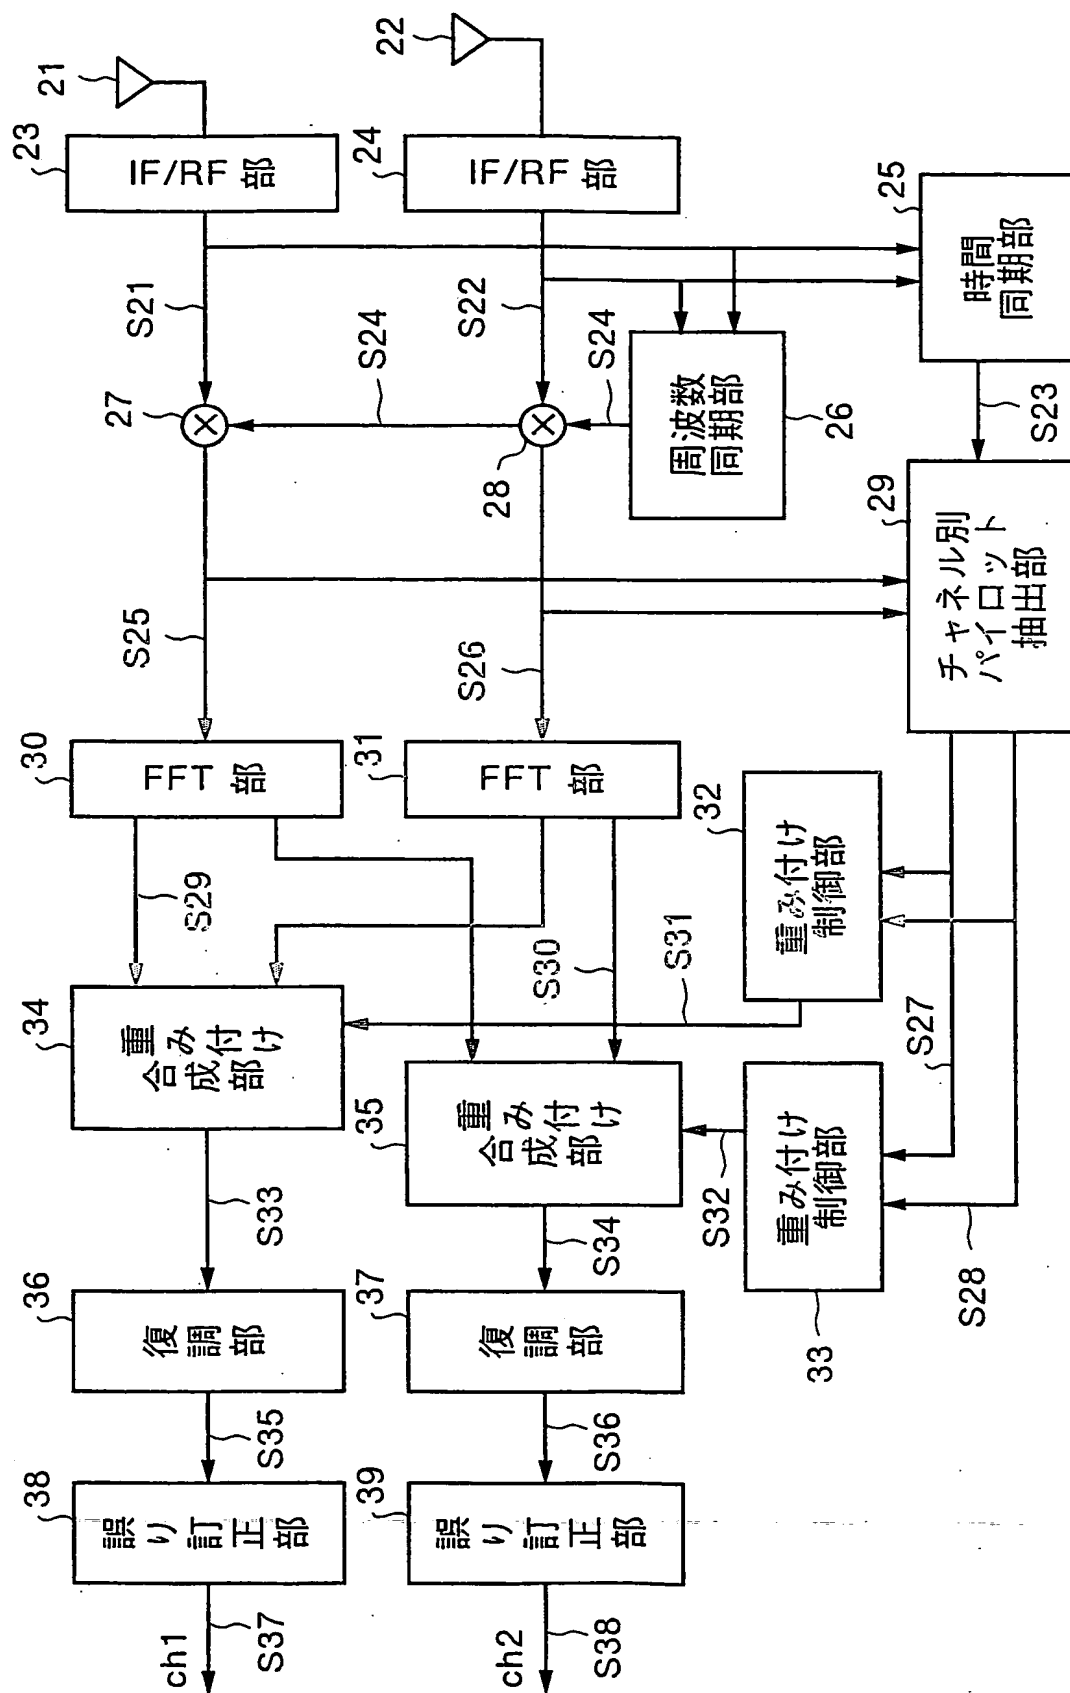 21
22
23
IF/RF 部
24
IF/RF 部
25
時間
同期部
S21
S22
S24
S24
周波数
同期部
26
27
28
S23
29
チャネル別
パイロット
抽出部
S25
S26
30
FFT 部
31
FFT 部
32
重み付け
制御部
S29
S30
S31
S27
34
重み付け
合成部
35
重み付け
合成部
重み付け
制御部
33
S32
S28
S33
S34
36
復調部
37
復調部
S35
S36
38
誤り訂正部
39
誤り訂正部
ch1
S37
ch2
S38